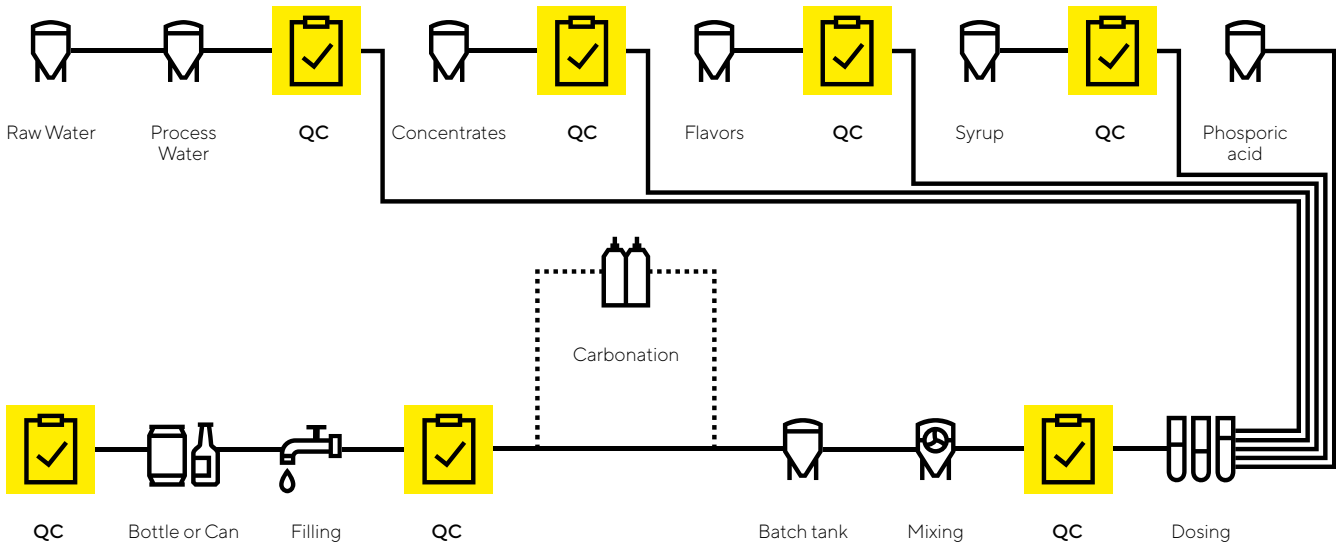 Raw Water
Process
Water
QC
Concentrates
QC
Flavors
QC
Syrup
QC
Phosporic
acid
Carbonation
QC
Bottle or Can
Filling
QC
Batch tank
Mixing
QC
Dosing